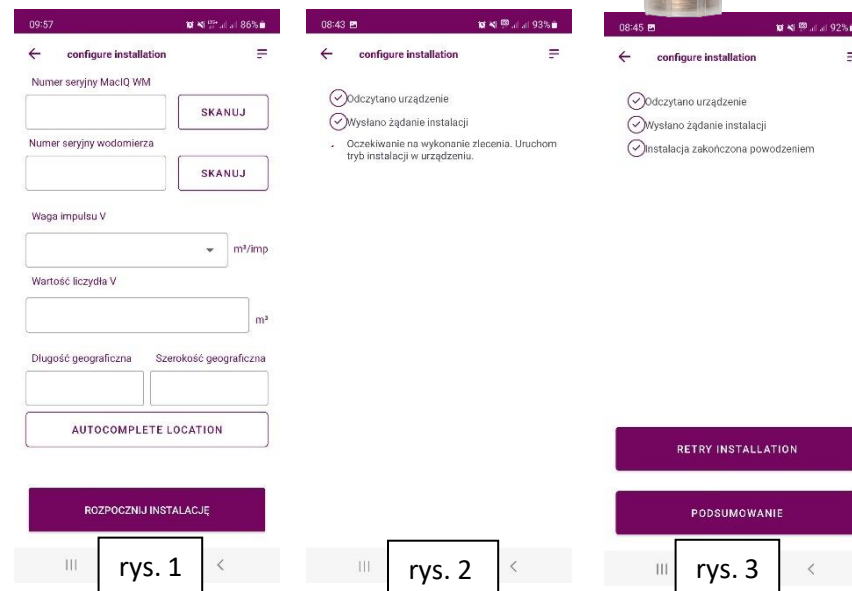 09:57
86%
configure installation
Numer seryjny MacIQ WM
SKANUJ
Numer seryjny wodomierza
SKANUJ
Waga impulsu V
m³/imp
Wartość liczydła V
m³
Długość geograficzna
Szerokość geograficzna
AUTOCOMPLETE LOCATION
ROZPOCZNIJ INSTALACJĘ
rys. 1
08:43
93%
configure installation
Odczytano urządzenie
Wysłano żądanie instalacji
Oczekiwanie na wykonanie zlecenia. Uruchom
tryb instalacji w urządzeniu.
rys. 2
08:45
92%
configure installation
Odczytano urządzenie
Wysłano żądanie instalacji
Instalacja zakończona powodzeniem
RETRY INSTALLATION
PODSUMOWANIE
rys. 3